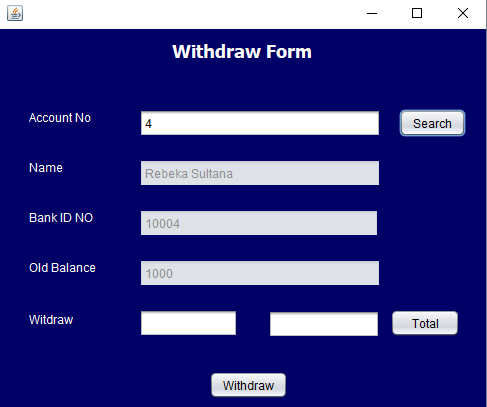 Withdraw Form
Account No 4 Search
Name Rebeka Sultana
Bank ID NO 10004
Old Balance 1000
Witdraw Total
Withdraw